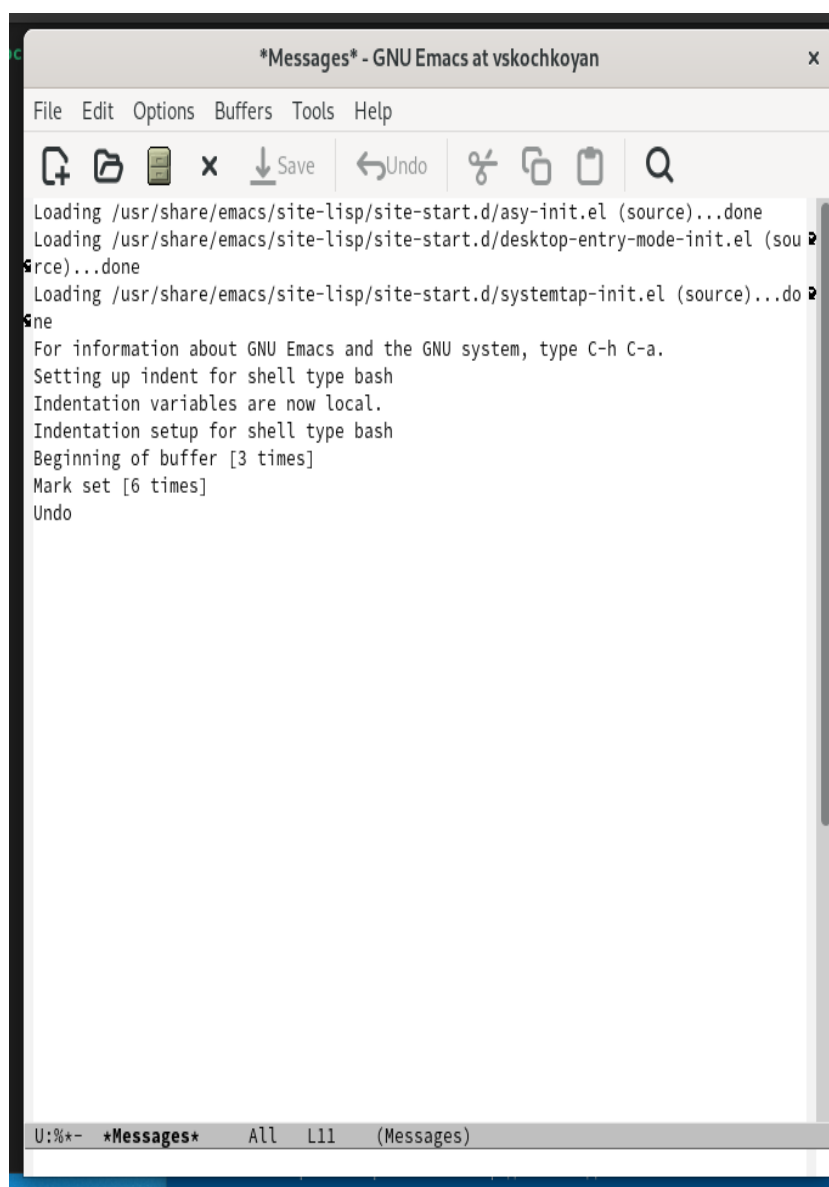 *Messages* - GNU Emacs at vskochkoyan
File Edit Options Buffers Tools Help
Save Undo
Loading /usr/share/emacs/site-lisp/site-start.d/asy-init.el (source)...done
Loading /usr/share/emacs/site-lisp/site-start.d/desktop-entry-mode-init.el (sou
rce)...done
Loading /usr/share/emacs/site-lisp/site-start.d/systemtap-init.el (source)...do
ne
For information about GNU Emacs and the GNU system, type C-h C-a.
Setting up indent for shell type bash
Indentation variables are now local.
Indentation setup for shell type bash
Beginning of buffer [3 times]
Mark set [6 times]
Undo
U:%*- *Messages* All L11 (Messages)